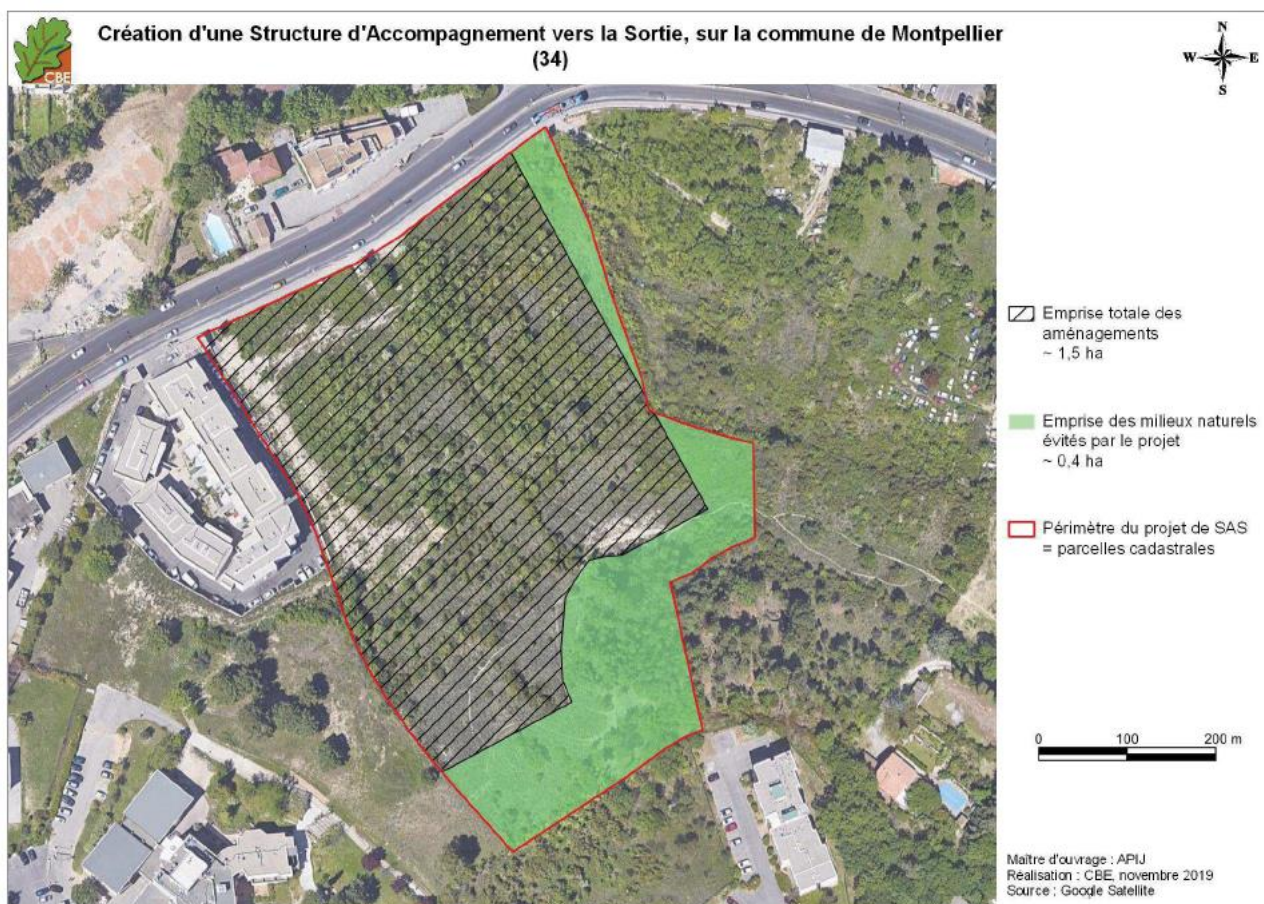 Création d'une Structure d'Accompagnement vers la Sortie, sur la commune de Montpellier
(34)
CBE
N
W E
S
Emprise totale des
aménagements
~ 1,5 ha
Emprise des milieux naturels
évités par le projet
~ 0,4 ha
Périmètre du projet de SAS
= parcelles cadastrales
0 100 200 m
Maître d'ouvrage : APIJ
Réalisation : CBE, novembre 2019
Source : Google Satellite